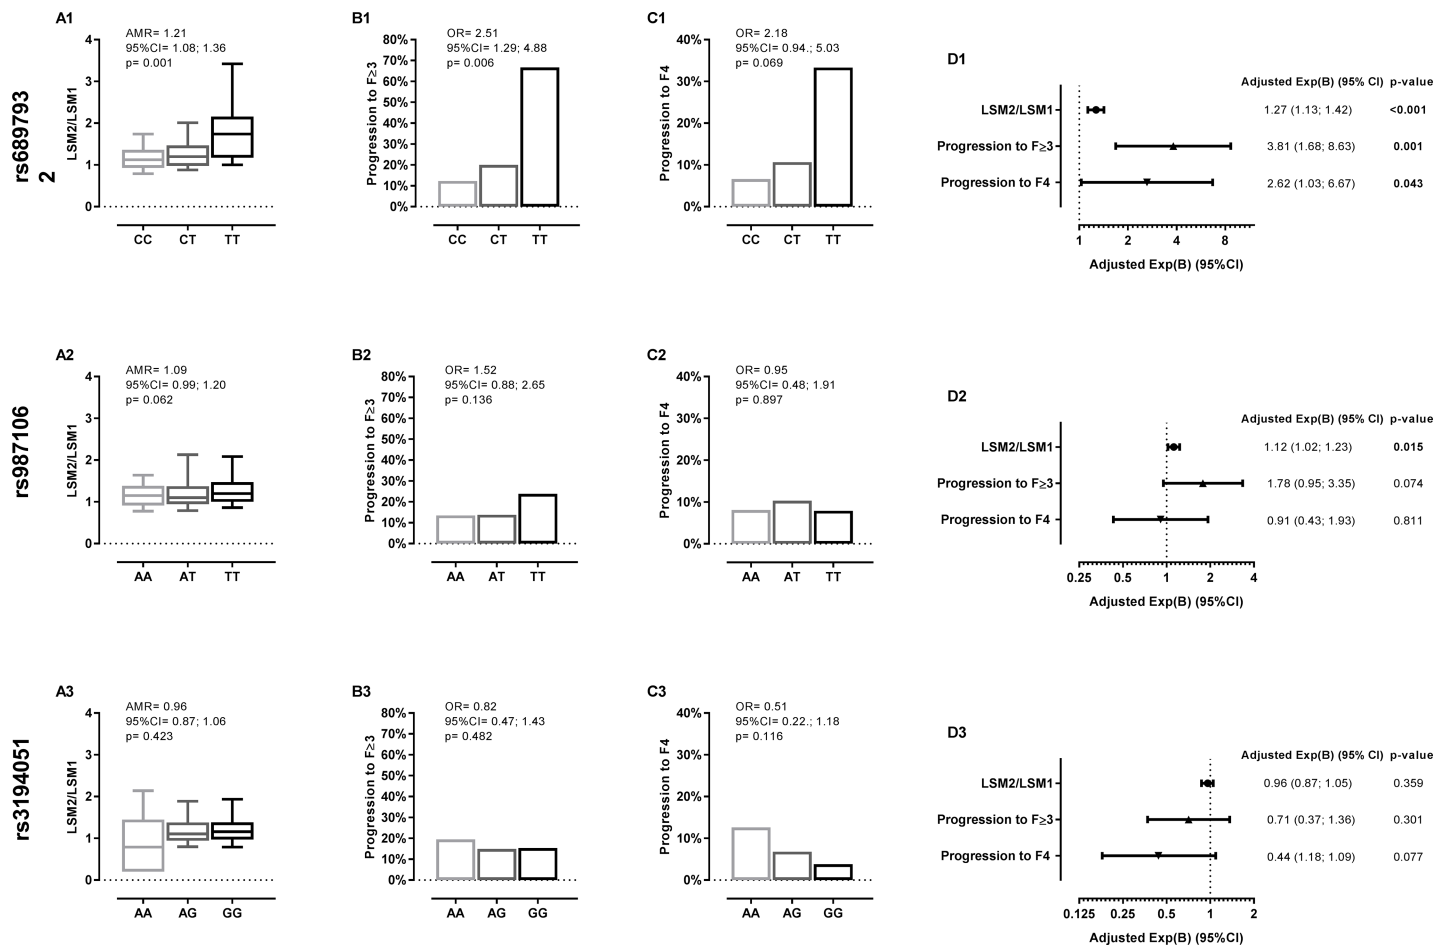 rs689793
2
A1
AMR= 1.21
95%CI= 1.08; 1.36
p= 0.001
LSM2/LSM1
4
3
2
1
0
CC CT TT
B1
OR= 2.51
95%CI= 1.29; 4.88
p= 0.006
Progression to F≥3
80%
70%
60%
50%
40%
30%
20%
10%
0%
CC CT TT
C1
OR= 2.18
95%CI= 0.94.; 5.03
p= 0.069
Progression to F4
40%
30%
20%
10%
0%
CC CT TT
D1
Adjusted Exp(B) (95% CI) p-value
LSM2/LSM1 1.27 (1.13; 1.42) <0.001
Progression to F≥3 3.81 (1.68; 8.63) 0.001
Progression to F4 2.62 (1.03; 6.67) 0.043
1 2 4 8
Adjusted Exp(B) (95%CI)
rs987106
A2
AMR= 1.09
95%CI= 0.99; 1.20
p= 0.062
LSM2/LSM1
4
3
2
1
0
AA AT TT
B2
OR= 1.52
95%CI= 0.88; 2.65
p= 0.136
Progression to F≥3
80%
70%
60%
50%
40%
30%
20%
10%
0%
AA AT TT
C2
OR= 0.95
95%CI= 0.48; 1.91
p= 0.897
Progression to F4
40%
30%
20%
10%
0%
AA AT TT
D2
Adjusted Exp(B) (95% CI) p-value
LSM2/LSM1 1.12 (1.02; 1.23) 0.015
Progression to F≥3 1.78 (0.95; 3.35) 0.074
Progression to F4 0.91 (0.43; 1.93) 0.811
0.25 0.5 1 2 4
Adjusted Exp(B) (95%CI)
rs3194051
A3
AMR= 0.96
95%CI= 0.87; 1.06
p= 0.423
LSM2/LSM1
4
3
2
1
0
AA AG GG
B3
OR= 0.82
95%CI= 0.47; 1.43
p= 0.482
Progression to F≥3
80%
70%
60%
50%
40%
30%
20%
10%
0%
AA AG GG
C3
OR= 0.51
95%CI= 0.22.; 1.18
p= 0.116
Progression to F4
40%
30%
20%
10%
0%
AA AG GG
D3
Adjusted Exp(B) (95% CI) p-value
LSM2/LSM1 0.96 (0.87; 1.05) 0.359
Progression to F≥3 0.71 (0.37; 1.36) 0.301
Progression to F4 0.44 (1.18; 1.09) 0.077
0.125 0.25 0.5 1 2
Adjusted Exp(B) (95%CI)